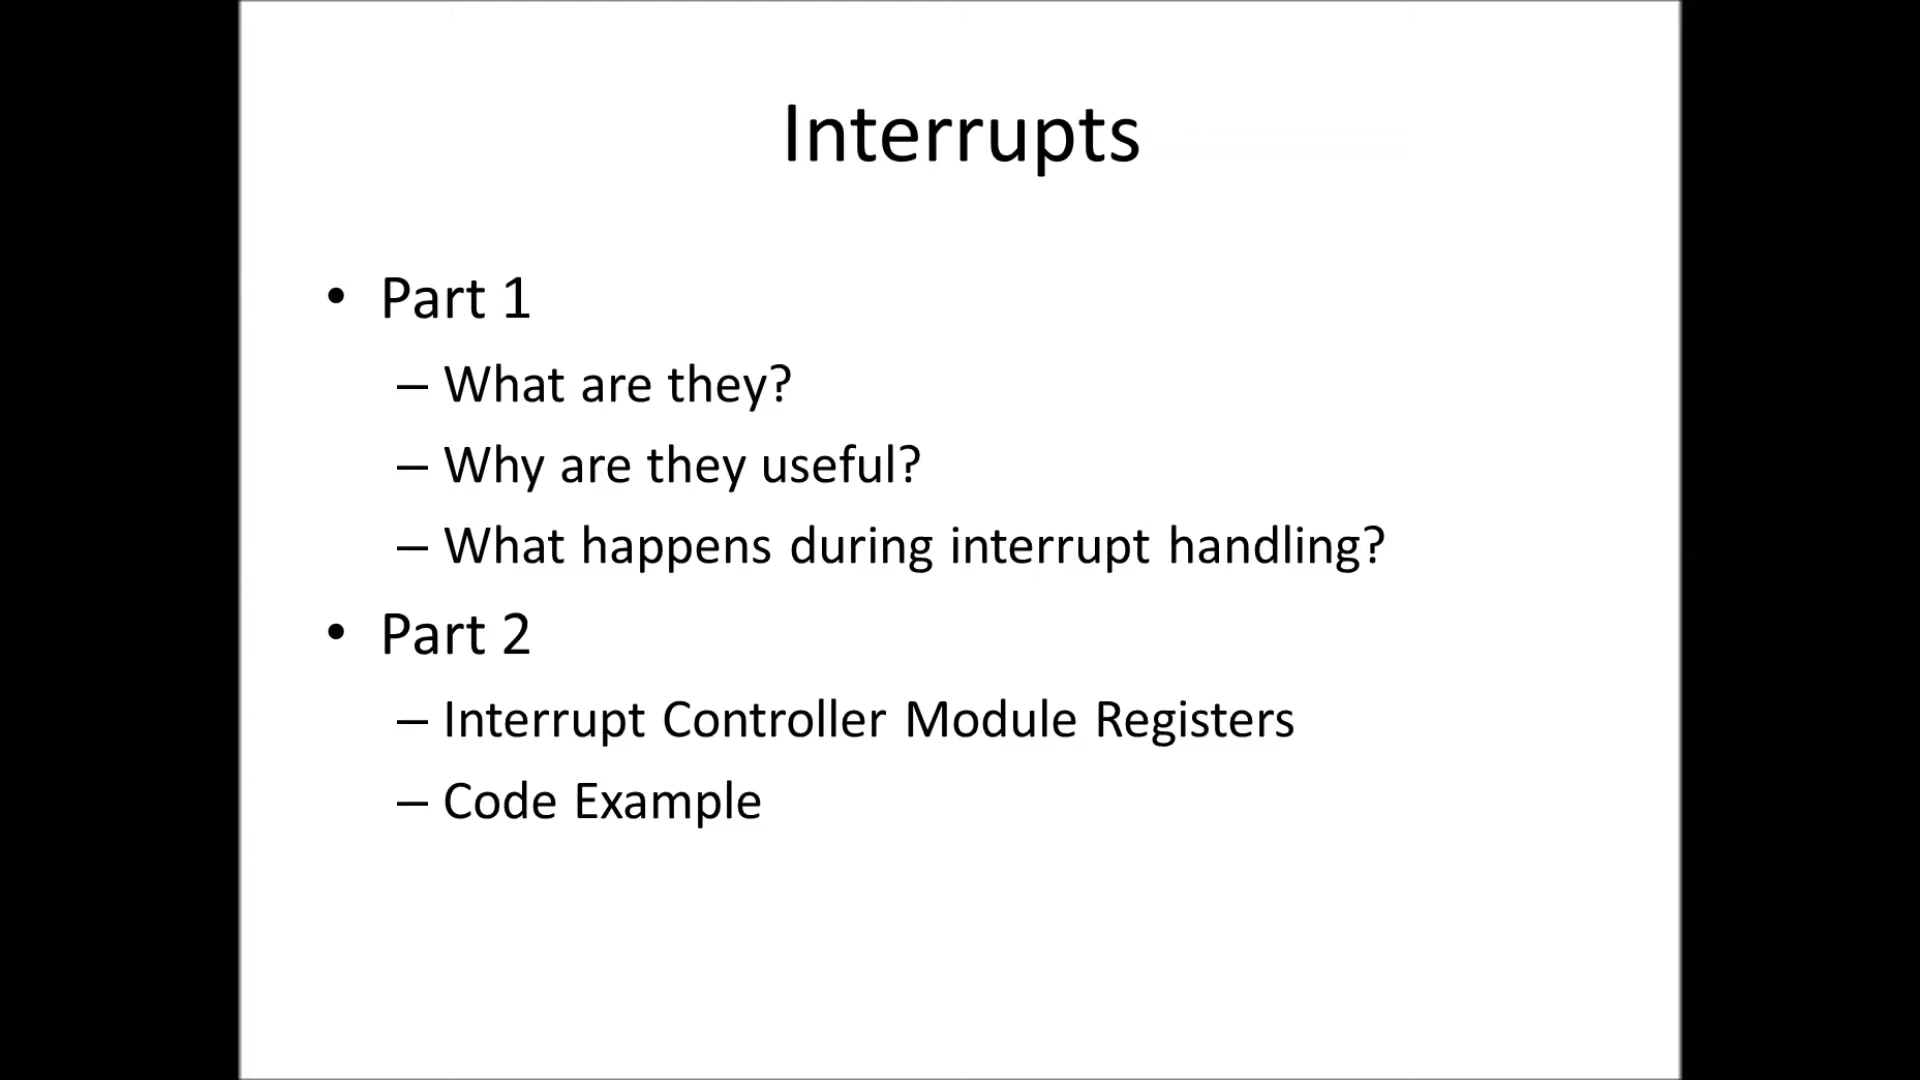 Interrupts
• Part 1
– What are they?
– Why are they useful?
– What happens during interrupt handling?
• Part 2
– Interrupt Controller Module Registers
– Code Example